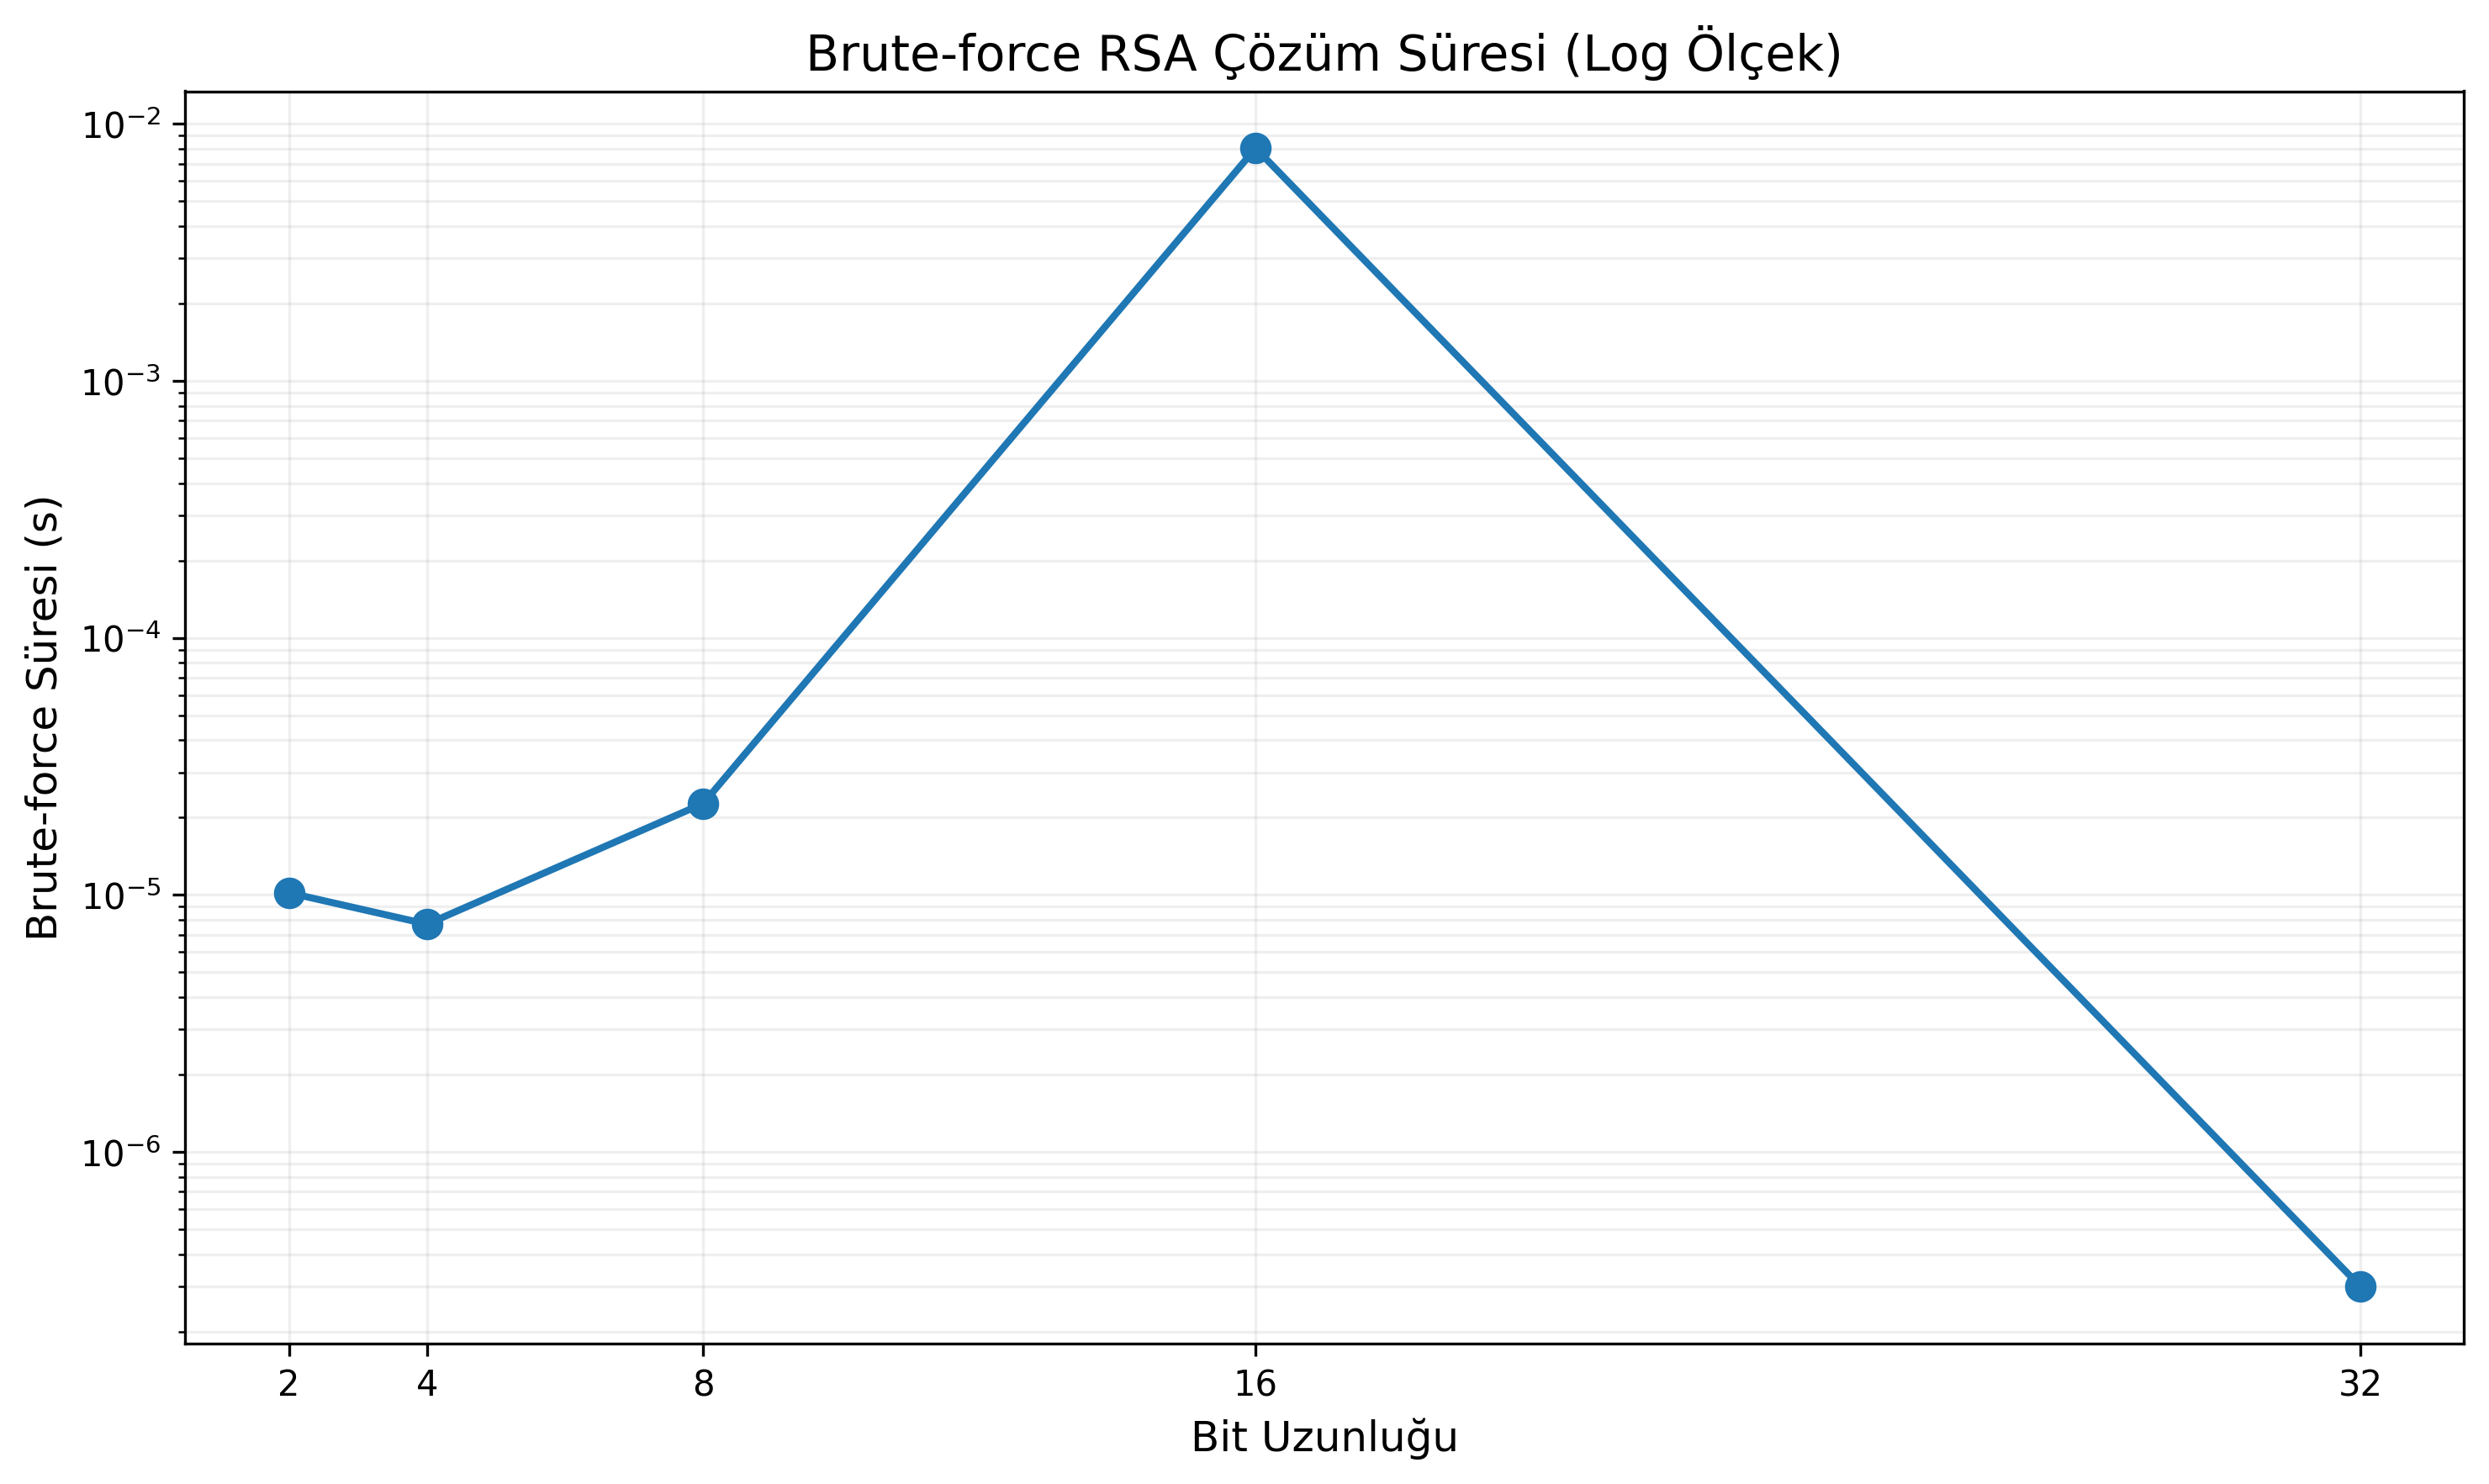 Brute-force RSA Çözüm Süresi (Log Ölçek)
Brute-force Süresi (s)
10⁻²
10⁻³
10⁻⁴
10⁻⁵
10⁻⁶
2 4 8 16 32
Bit Uzunluğu